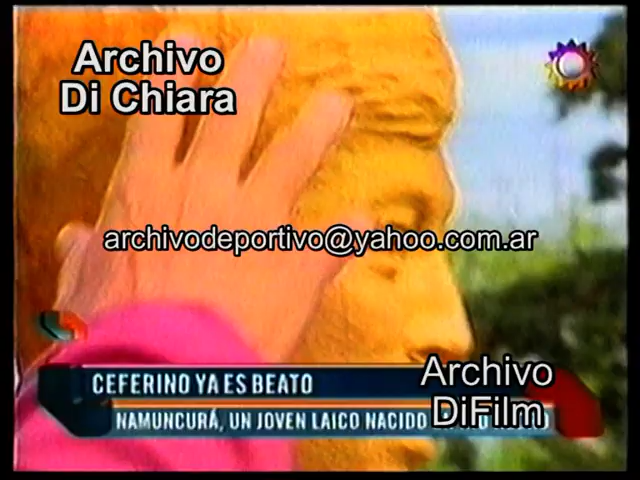 Archivo
Di Chiara
archivodeportivo@yahoo.com.ar
CEFERINO YA ES BEATO
Archivo
NAMUNCURÁ, UN JOVEN LAICO NACIDO
DiFilm